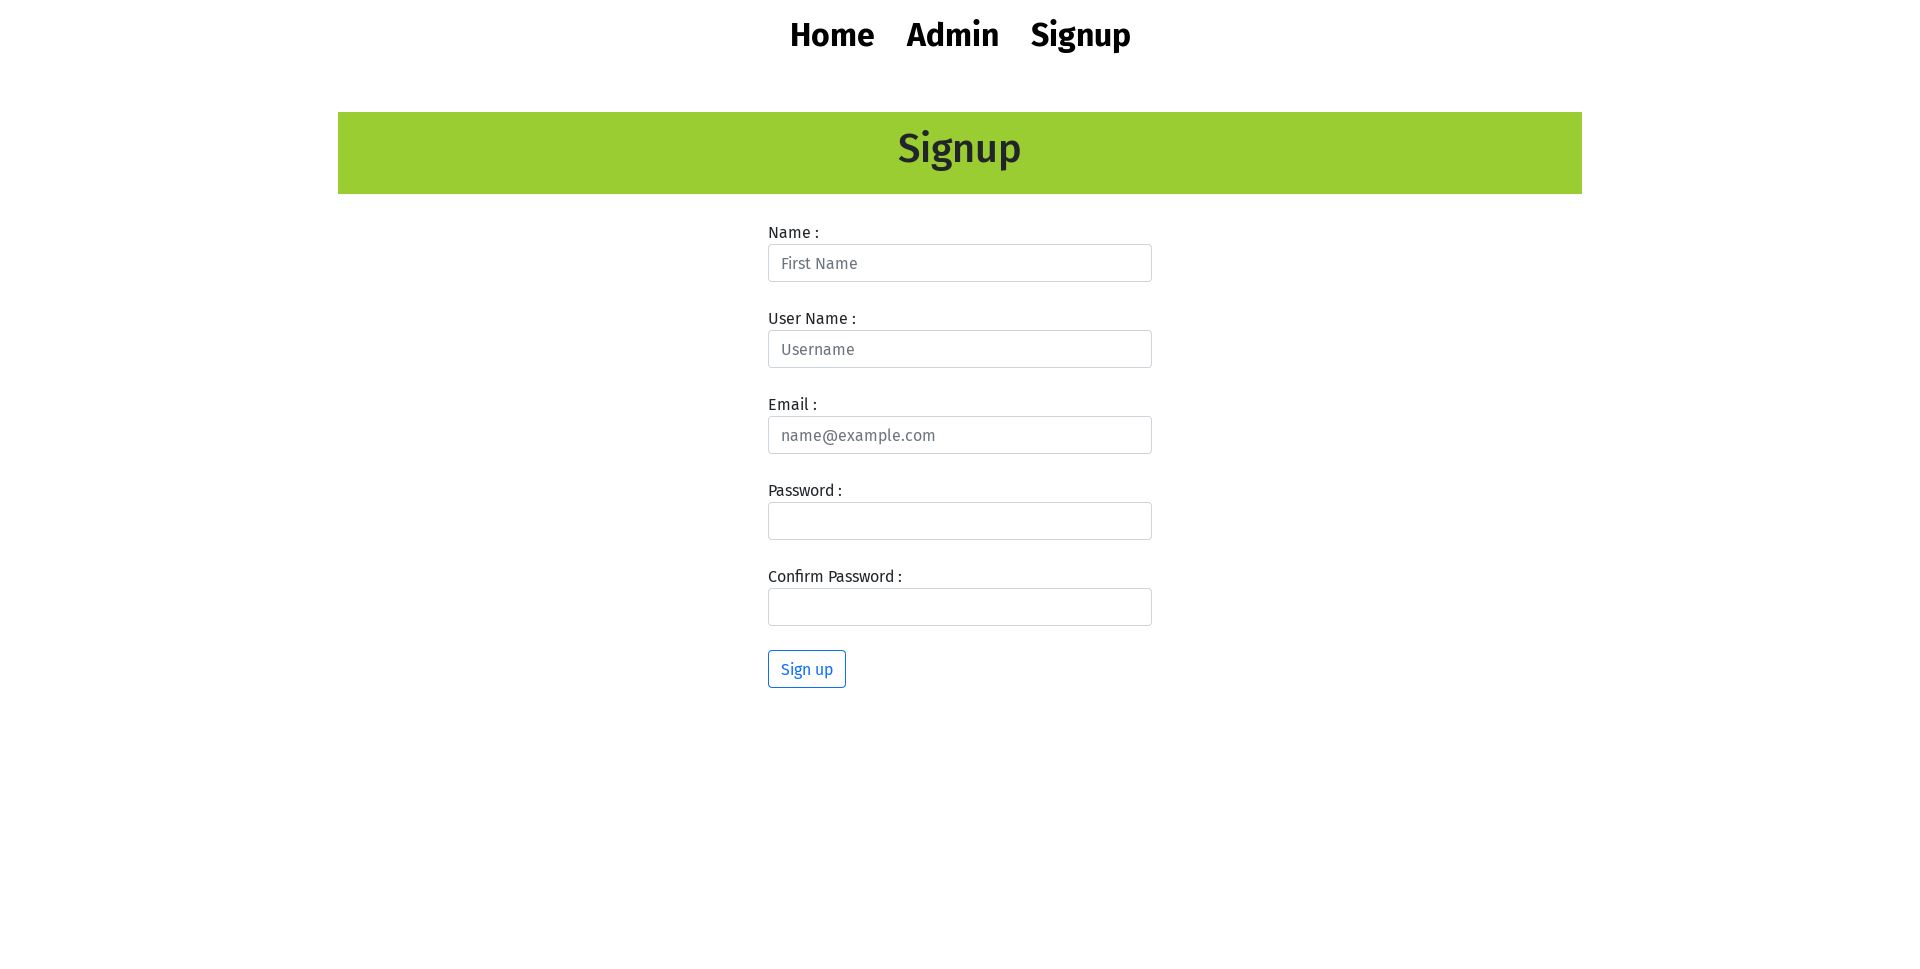 Home Admin Signup
Signup
Name :
First Name
User Name :
Username
Email :
name@example.com
Password :
Confirm Password :
Sign up